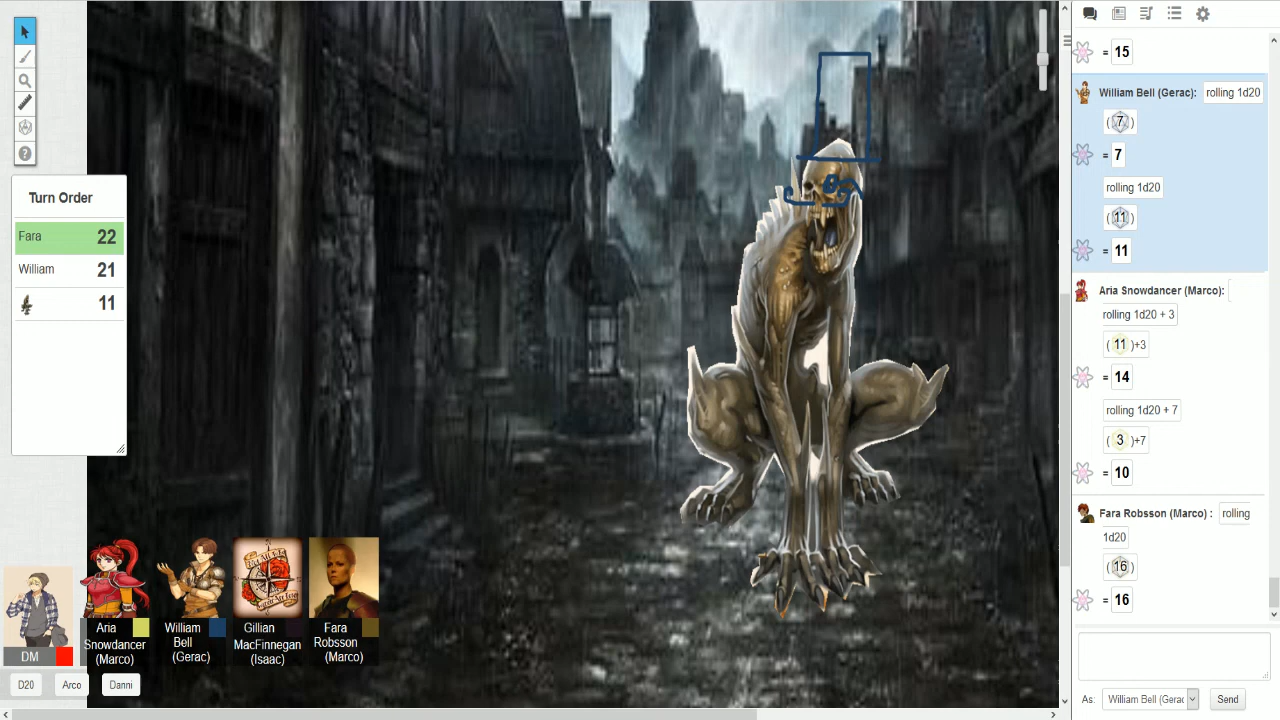 Turn Order
Fara 22
William 21
11
DM
Aria
Snowdancer
(Marco)
William
Bell
(Gerac)
Gillian
MacFinnegan
(Isaac)
Fara
Robsson
(Marco)
D20
Arco
Danni
= 15
William Bell (Gerac): rolling 1d20
(7)
= 7
rolling 1d20
(11)
= 11
Aria Snowdancer (Marco):
rolling 1d20 + 3
(11)+3
= 14
rolling 1d20 + 7
(3)+7
= 10
Fara Robsson (Marco) : rolling
1d20
(16)
= 16
As: William Bell (Gerac
Send